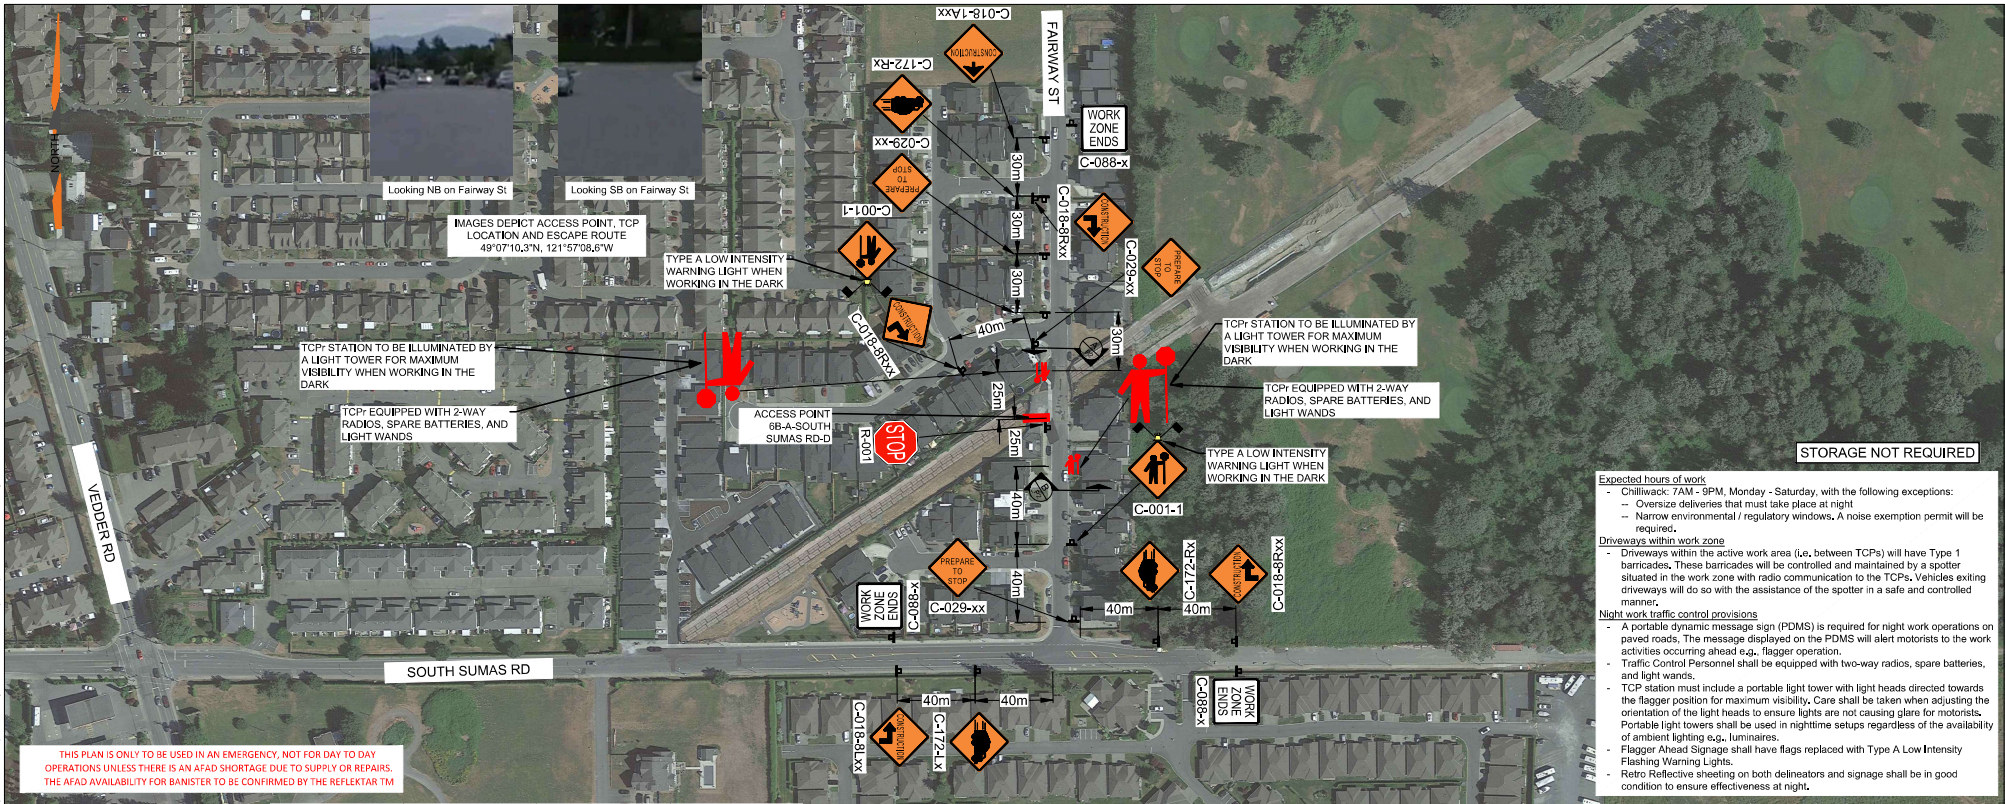 C-018-1Axx
CONSTRUCTION
C-172-Rx
C-029-xx
PREPARE
TO
STOP
C-001-1
FAIRWAY ST
WORK
ZONE
ENDS
C-088-x
30m
30m
30m
C-018-8Rxx
CONSTRUCTION
C-029-xx
PREPARE
TO
STOP
NORTH
Looking NB on Fairway St
Looking SB on Fairway St
IMAGES DEPICT ACCESS POINT, TCP
LOCATION AND ESCAPE ROUTE
49°07'10.3"N, 121°57'08.6"W
TYPE A LOW INTENSITY
WARNING LIGHT WHEN
WORKING IN THE DARK
CONSTRUCTION
C-018-8Rxx
40m
30m
TCPr STATION TO BE ILLUMINATED BY
A LIGHT TOWER FOR MAXIMUM
VISIBILITY WHEN WORKING IN THE
DARK
TCPr EQUIPPED WITH 2-WAY
RADIOS, SPARE BATTERIES, AND
LIGHT WANDS
TCPr STATION TO BE ILLUMINATED BY
A LIGHT TOWER FOR MAXIMUM
VISIBILITY WHEN WORKING IN THE
DARK
TCPr EQUIPPED WITH 2-WAY
RADIOS, SPARE BATTERIES, AND
LIGHT WANDS
25m
25m
ACCESS POINT
6B-A-SOUTH
SUMAS RD-D
R-001
STOP
TYPE A LOW INTENSITY
WARNING LIGHT WHEN
WORKING IN THE DARK
C-001-1
40m
40m
VEDDER RD
PREPARE
TO
STOP
C-029-xx
WORK
ZONE
ENDS
C-088-x
C-172-Rx
CONSTRUCTION
C-018-8Rxx
40m
40m
SOUTH SUMAS RD
40m
40m
C-018-8Lxx
CONSTRUCTION
C-172-Lx
C-088-x
WORK
ZONE
ENDS
THIS PLAN IS ONLY TO BE USED IN AN EMERGENCY, NOT FOR DAY TO DAY
OPERATIONS UNLESS THERE IS AN AFAD SHORTAGE DUE TO SUPPLY OR REPAIRS.
THE AFAD AVAILABILITY FOR BANISTER TO BE CONFIRMED BY THE REFLEKTAR TM
STORAGE NOT REQUIRED
Expected hours of work
- Chilliwack: 7AM - 9PM, Monday - Saturday, with the following exceptions:
-- Oversize deliveries that must take place at night
-- Narrow environmental / regulatory windows. A noise exemption permit will be
required.
Driveways within work zone
- Driveways within the active work area (i.e. between TCPs) will have Type 1
barricades. These barricades will be controlled and maintained by a spotter
situated in the work zone with radio communication to the TCPs. Vehicles exiting
driveways will do so with the assistance of the spotter in a safe and controlled
manner.
Night work traffic control provisions
- A portable dynamic message sign (PDMS) is required for night work operations on
paved roads, The message displayed on the PDMS will alert motorists to the work
activities occurring ahead e.g., flagger operation.
- Traffic Control Personnel shall be equipped with two-way radios, spare batteries,
and light wands.
- TCP station must include a portable light tower with light heads directed towards
the flagger position for maximum visibility. Care shall be taken when adjusting the
orientation of the light heads to ensure lights are not causing glare for motorists.
Portable light towers shall be used in nighttime setups regardless of the availability
of ambient lighting e.g., luminaires.
- Flagger Ahead Signage shall have flags replaced with Type A Low Intensity
Flashing Warning Lights.
- Retro Reflective sheeting on both delineators and signage shall be in good
condition to ensure effectiveness at night.